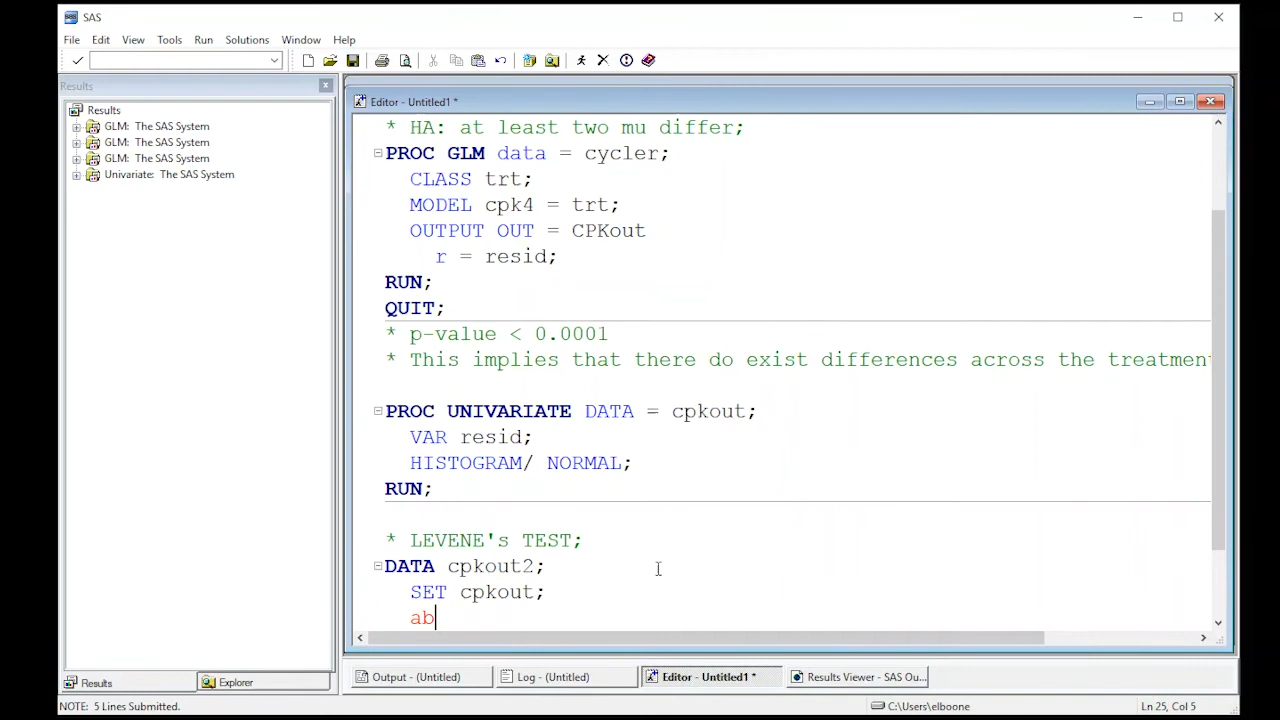 SAS
File Edit View Tools Run Solutions Window Help
Results
Editor - Untitled1 *
Results
GLM: The SAS System
GLM: The SAS System
GLM: The SAS System
Univariate: The SAS System
* HA: at least two mu differ;
PROC GLM data = cycler;
CLASS trt;
MODEL cpk4 = trt;
OUTPUT OUT = CPKout
r = resid;
RUN;
QUIT;
* p-value < 0.0001
* This implies that there do exist differences across the treatmen
PROC UNIVARIATE DATA = cpkout;
VAR resid;
HISTOGRAM/ NORMAL;
RUN;
* LEVENE's TEST;
DATA cpkout2;
SET cpkout;
ab
Results Explorer
Output - (Untitled) Log - (Untitled) Editor - Untitled1 * Results Viewer - SAS Ou...
NOTE: 5 Lines Submitted. C:\Users\elboone Ln 25, Col 5